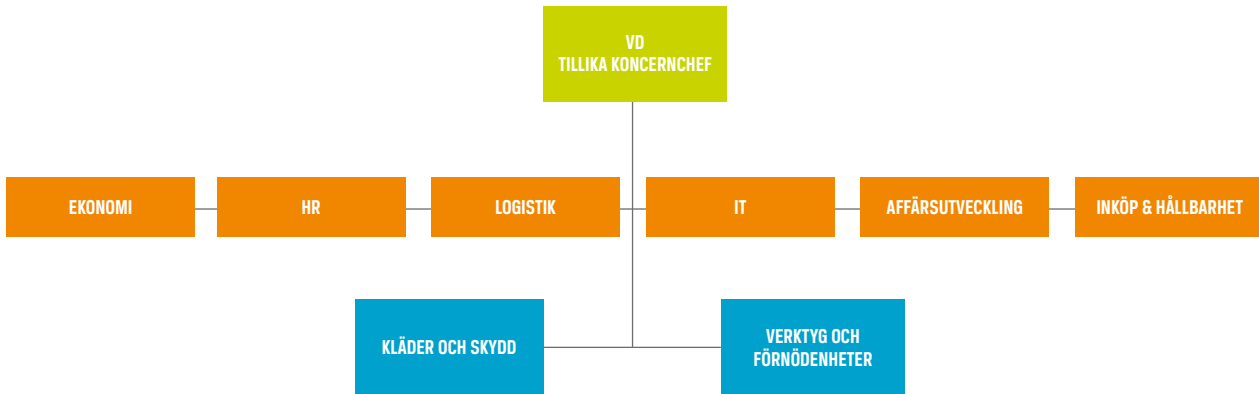 VD
TILLIKA KONCERNCHEF
EKONOMI
HR
LOGISTIK
IT
AFFÄRSUTVECKLING
INKÖP & HÅLLBARHET
KLÄDER OCH SKYDD
VERKTYG OCH
FÖRNÖDENHETER